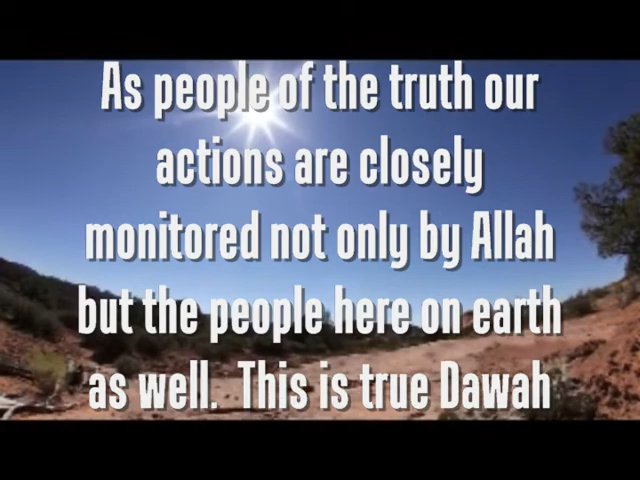 As people of the truth our
actions are closely
monitored not only by Allah
but the people here on earth
as well.  This is true Dawah